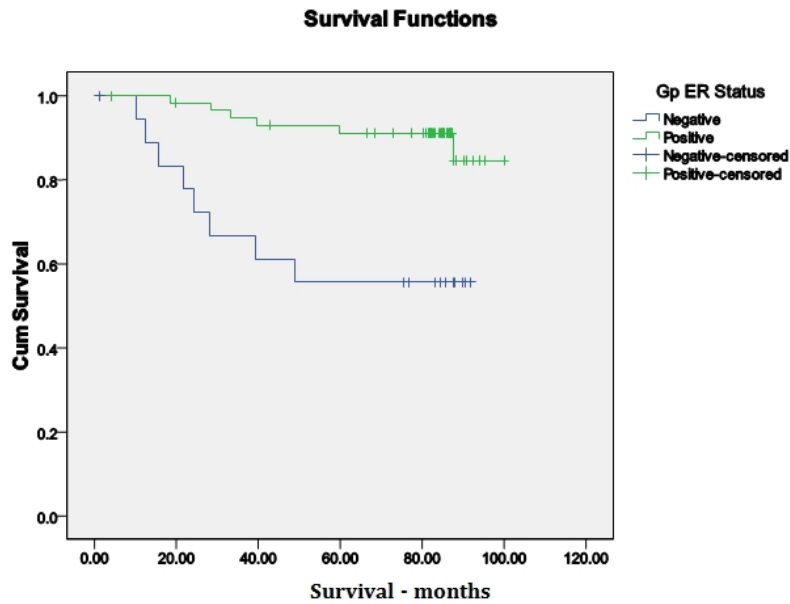 Survival Functions
Gp ER Status
Negative
Positive
Negative-censored
Positive-censored
Cum Survival
1.0
0.8
0.6
0.4
0.2
0.0
0.00 20.00 40.00 60.00 80.00 100.00 120.00
Survival - months